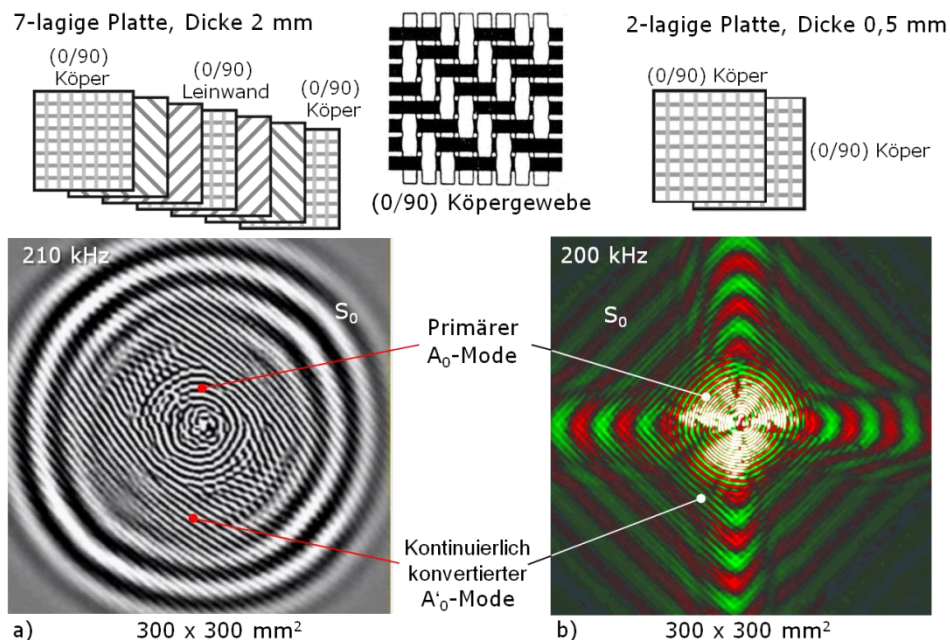 7-lagige Platte, Dicke 2 mm
(0/90)
Köper
(0/90)
Leinwand
(0/90)
Köper
(0/90) Köpergewebe
2-lagige Platte, Dicke 0,5 mm
(0/90) Köper
(0/90) Köper
210 kHz
S₀
Primärer
A₀-Mode
Kontinuierlich
konvertierter
A'₀-Mode
200 kHz
S₀
a)
300 x 300 mm²
b)
300 x 300 mm²